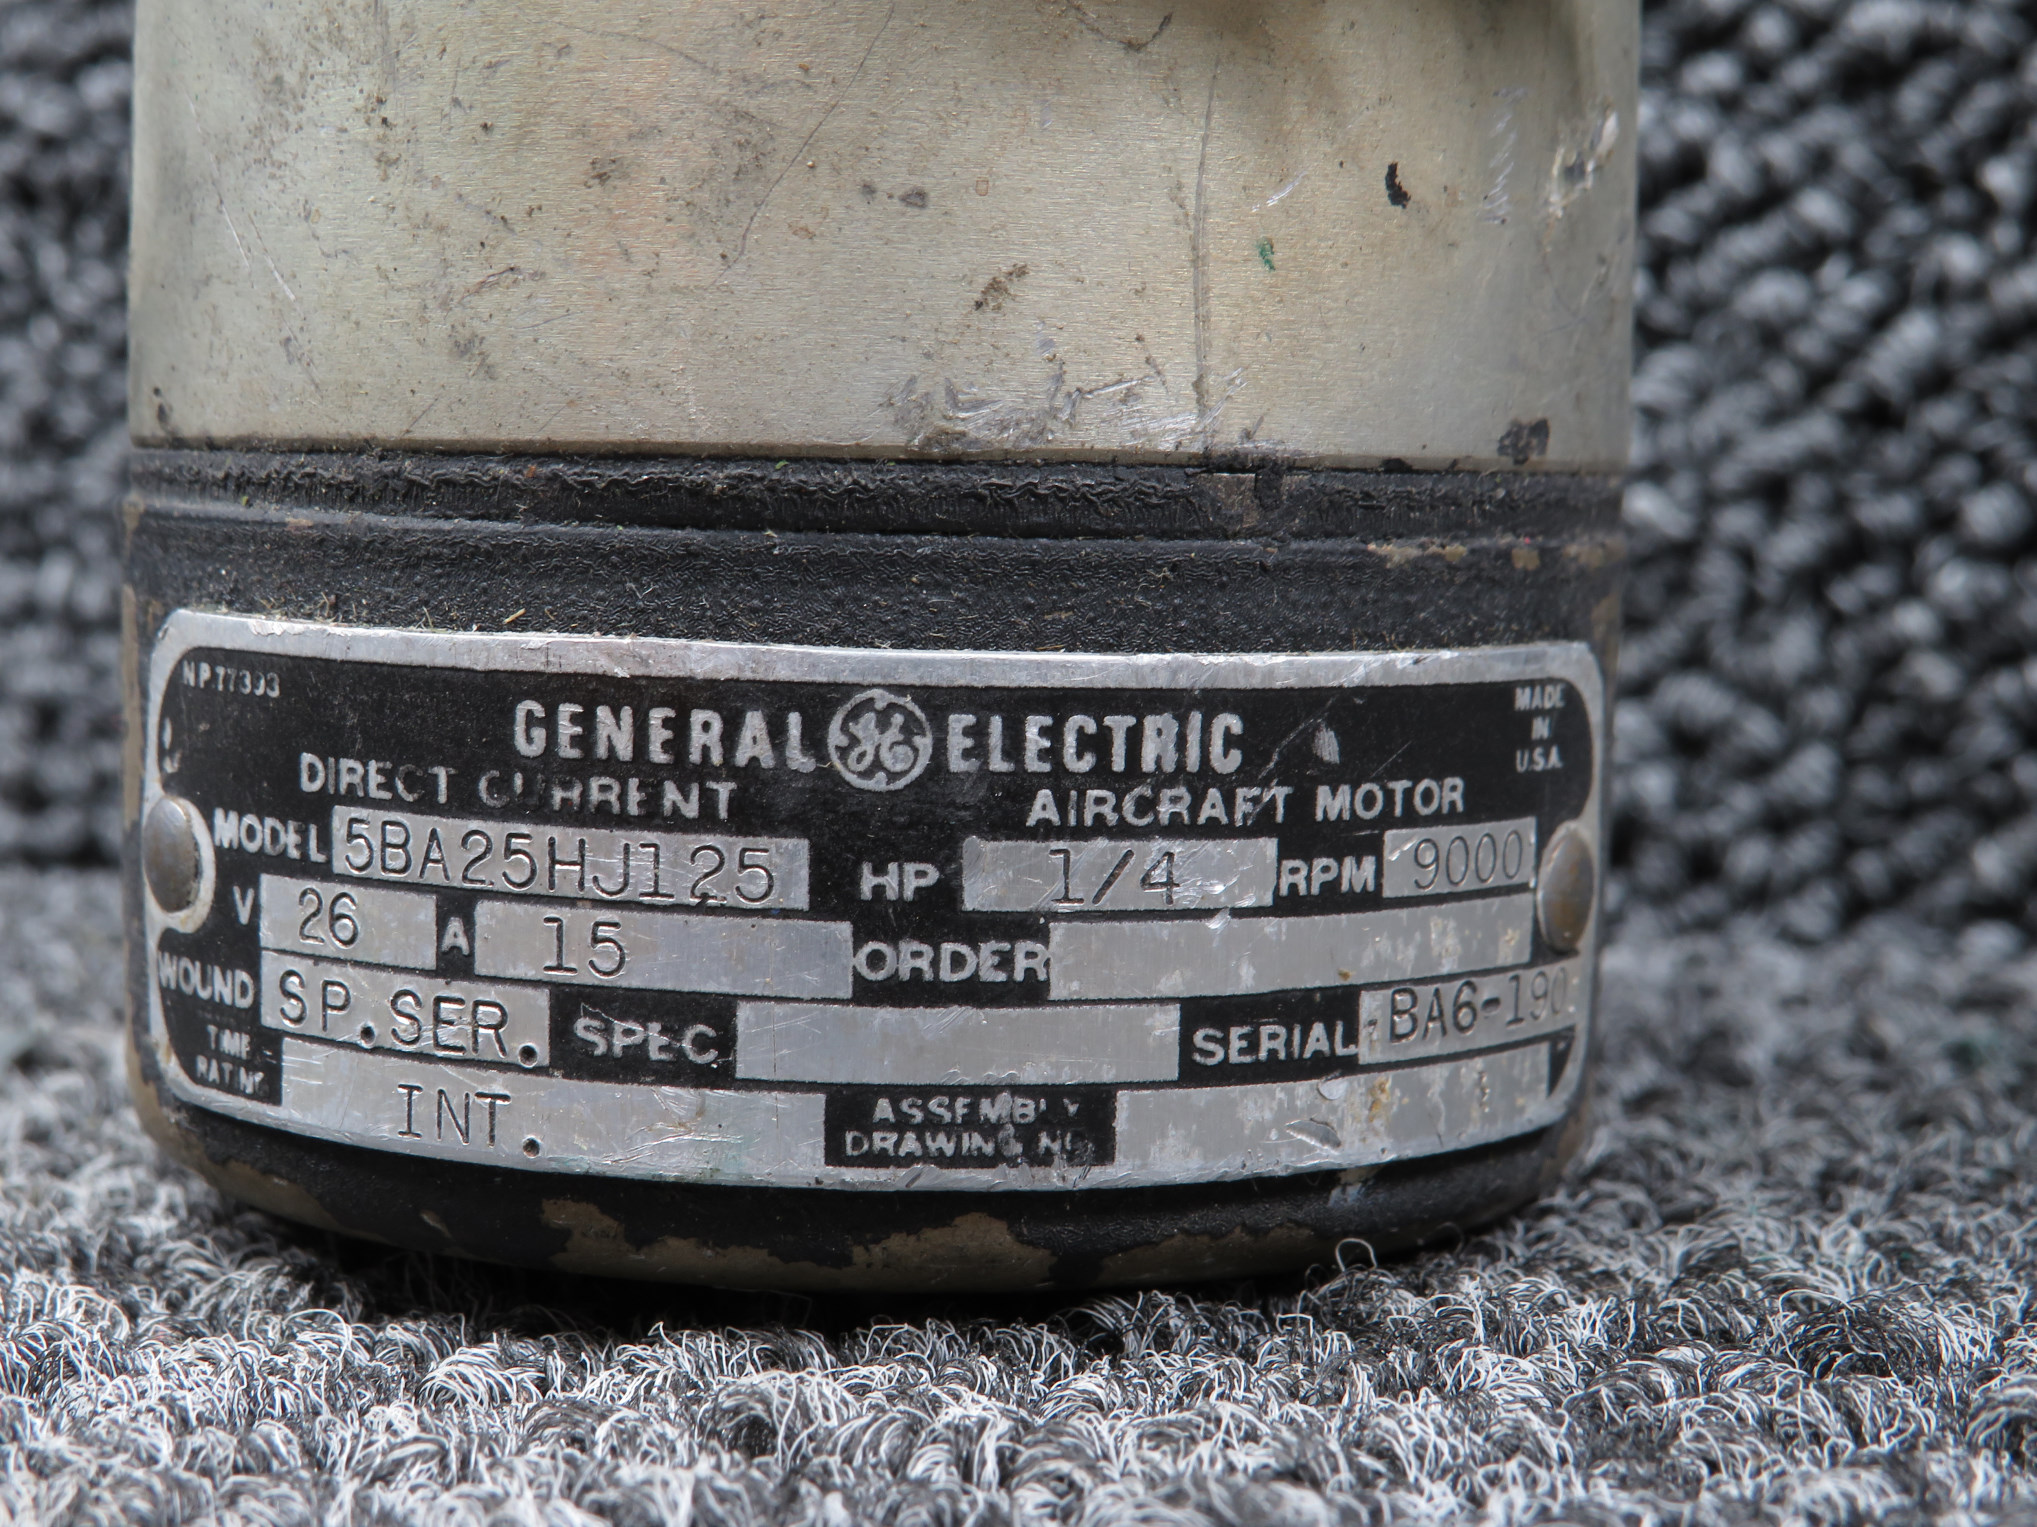 N P. 77393
GENERAL GE ELECTRIC
MADE
IN
U.S.A.
DIRECT CURRENT
AIRCRAFT MOTOR
MODEL 5BA25HJ125 HP 1/4 RPM 9000
V 26 A 15 ORDER
WOUND SP.SER. SPEC. SERIAL BA6-190
TIME
RATING INT.
ASSEMBLY
DRAWING NO.